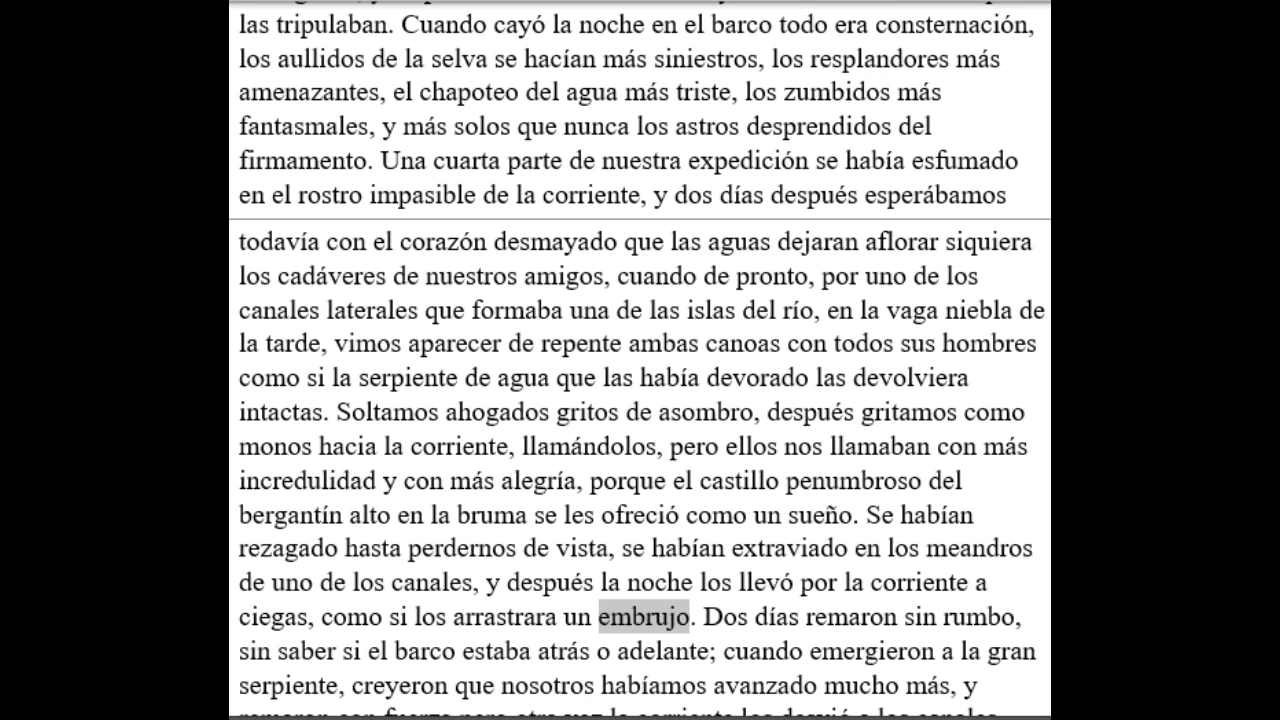 las tripulaban. Cuando cayó la noche en el barco todo era consternación,
los aullidos de la selva se hacían más siniestros, los resplandores más
amenazantes, el chapoteo del agua más triste, los zumbidos más
fantasmales, y más solos que nunca los astros desprendidos del
firmamento. Una cuarta parte de nuestra expedición se había esfumado
en el rostro impasible de la corriente, y dos días después esperábamos
todavía con el corazón desmayado que las aguas dejaran aflorar siquiera
los cadáveres de nuestros amigos, cuando de pronto, por uno de los
canales laterales que formaba una de las islas del río, en la vaga niebla de
la tarde, vimos aparecer de repente ambas canoas con todos sus hombres
como si la serpiente de agua que las había devorado las devolviera
intactas. Soltamos ahogados gritos de asombro, después gritamos como
monos hacia la corriente, llamándolos, pero ellos nos llamaban con más
incredulidad y con más alegría, porque el castillo penumbroso del
bergantín alto en la bruma se les ofreció como un sueño. Se habían
rezagado hasta perdernos de vista, se habían extraviado en los meandros
de uno de los canales, y después la noche los llevó por la corriente a
ciegas, como si los arrastrara un embrujo. Dos días remaron sin rumbo,
sin saber si el barco estaba atrás o adelante; cuando emergieron a la gran
serpiente, creyeron que nosotros habíamos avanzado mucho más, y